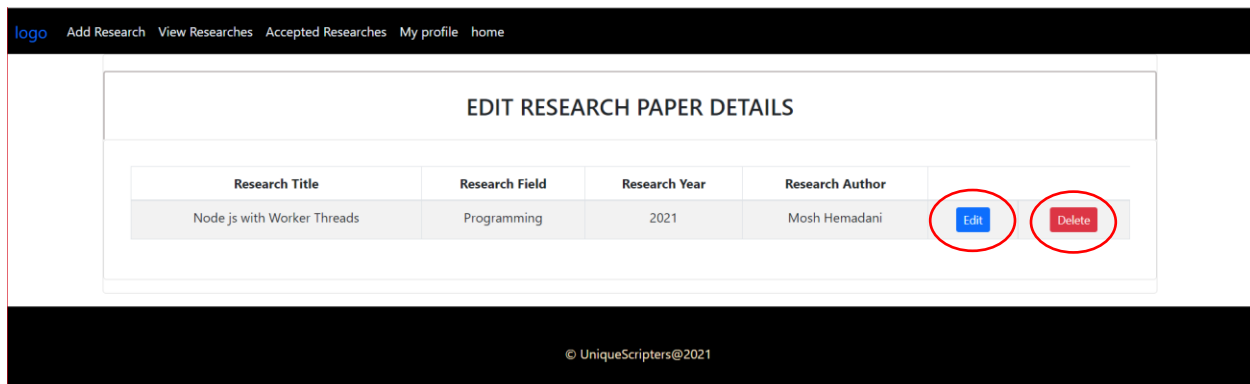 logo Add Research View Researches Accepted Researches My profile home
EDIT RESEARCH PAPER DETAILS
Research Title Research Field Research Year Research Author
Node js with Worker Threads Programming 2021 Mosh Hemadani Edit Delete
© UniqueScripters@2021